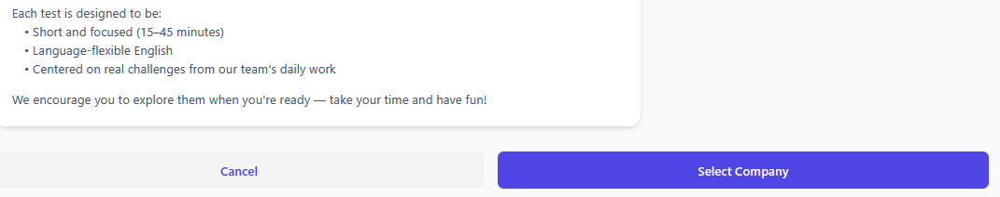 Each test is designed to be:
• Short and focused (15–45 minutes)
• Language-flexible English
• Centered on real challenges from our team's daily work
We encourage you to explore them when you're ready — take your time and have fun!
Cancel
Select Company